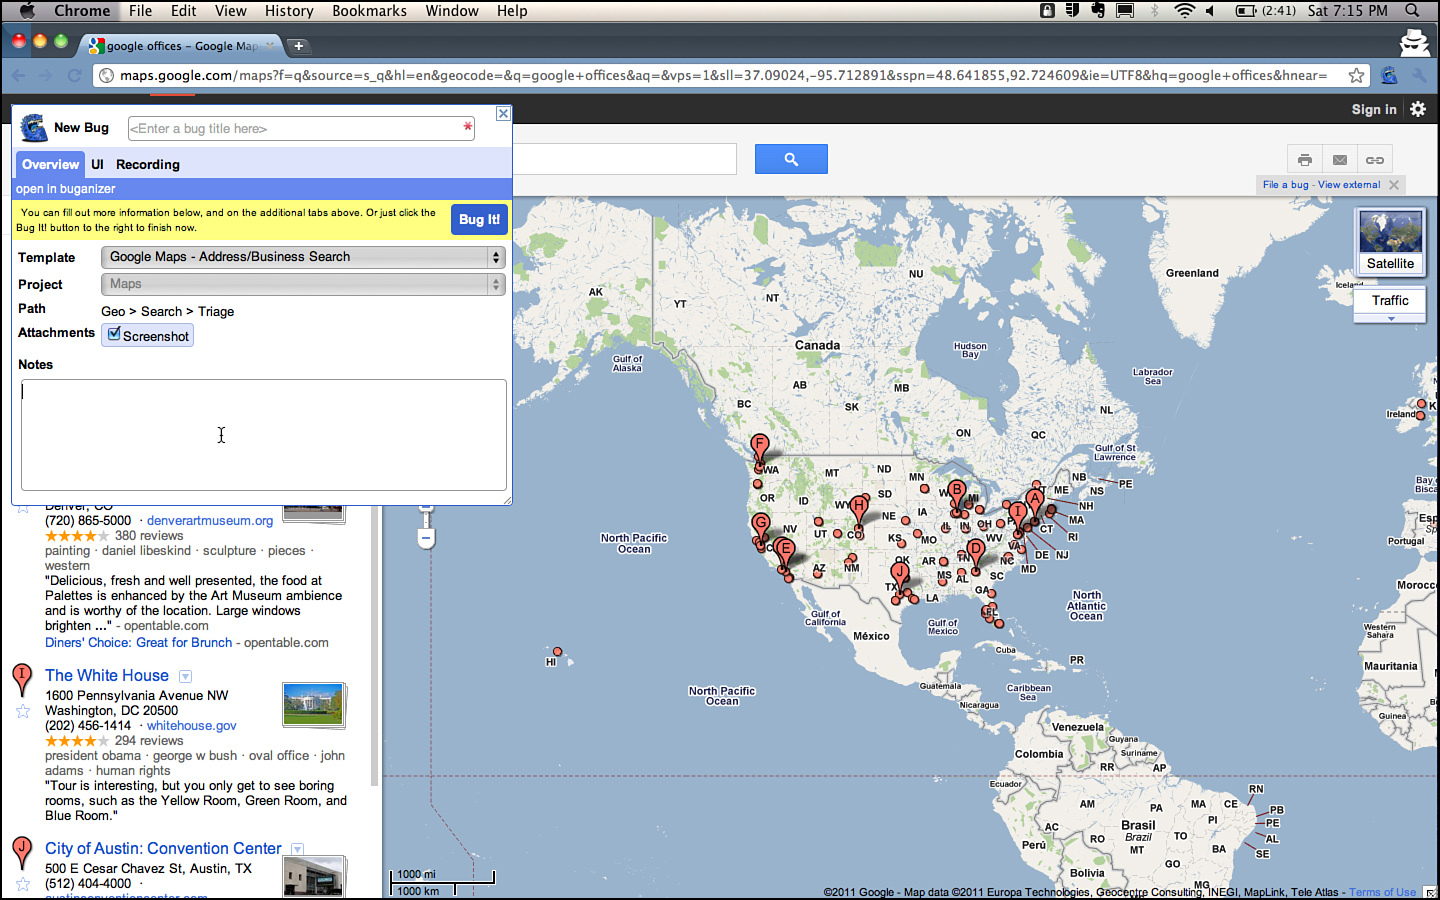 Chrome File Edit View History Bookmarks Window Help
(2:41) Sat 7:15 PM
google offices - Google Map
maps.google.com/maps?f=q&source=s_q&hl=en&geocode=&q=google+offices&aq=&vps=1&sll=37.09024,-95.712891&sspn=48.641855,92.724609&ie=UTF8&hq=google+offices&hnear=
Sign in
New Bug
<Enter a bug title here>
*
Overview UI Recording
open in buganizer
You can fill out more information below, and on the additional tabs above. Or just click the
Bug It! button to the right to finish now.
Bug It!
Template
Google Maps - Address/Business Search
Project
Maps
Path
Geo > Search > Triage
Attachments
Screenshot
Notes
File a bug - View external
Satellite
Traffic
Denver, CO
(720) 865-5000 · denverartmuseum.org
380 reviews
painting · daniel libeskind · sculpture · pieces ·
western
"Delicious, fresh and well presented, the food at
Palettes is enhanced by the Art Museum ambience
and is worthy of the location. Large windows
brighten ..." - opentable.com
Diners' Choice: Great for Brunch - opentable.com
I
The White House
1600 Pennsylvania Avenue NW
Washington, DC 20500
(202) 456-1414 · whitehouse.gov
294 reviews
president obama · george w bush · oval office · john
adams · human rights
"Tour is interesting, but you only get to see boring
rooms, such as the Yellow Room, Green Room, and
Blue Room."
J
City of Austin: Convention Center
500 E Cesar Chavez St, Austin, TX
(512) 404-4000 ·
austinconventioncenter.com
Greenland
Iceland
NU
AK
YT
NT
Gulf of
Alaska
Canada
Hudson
Bay
Labrador
Sea
AB
MB
BC
SK
NL
ON
QC
Ireland
Gulf of St
Lawrence
F
WA
MT
ND
MN
NB
PE
ME
NS
NH
OR
ID
WY
SD
B
A
MA
H
NE
IA
I
CT
RI
G
NV
UT
IL
IN
OH
WV
NJ
DE
MD
VA
E
KS
MO
D
AZ
NM
OK
AR
TN
NC
MS
AL
SC
GA
J
TX
LA
FL
North Pacific
Ocean
Gulf of
California
México
Gulf of
Mexico
North
Atlantic
Ocean
Portugal
Morocco
Western
Sahara
HI
Cuba
PR
Mauritania
Guatemala
Caribbean
Sea
Nicaragua
North Pacific
Ocean
Guinea
Venezuela
Guyana
Suriname
Colombia
RR
AP
Ecuador
AM
PA
MA
CE
RN
PB
PE
AL
SE
PI
AC
RO
Brasil
Brazil
TO
BA
Perú
MT
GO
Bolivia
MG
1000 mi
1000 km
©2011 Google - Map data ©2011 Europa Technologies, Geocentre Consulting, INEGI, MapLink, Tele Atlas - Terms of Use